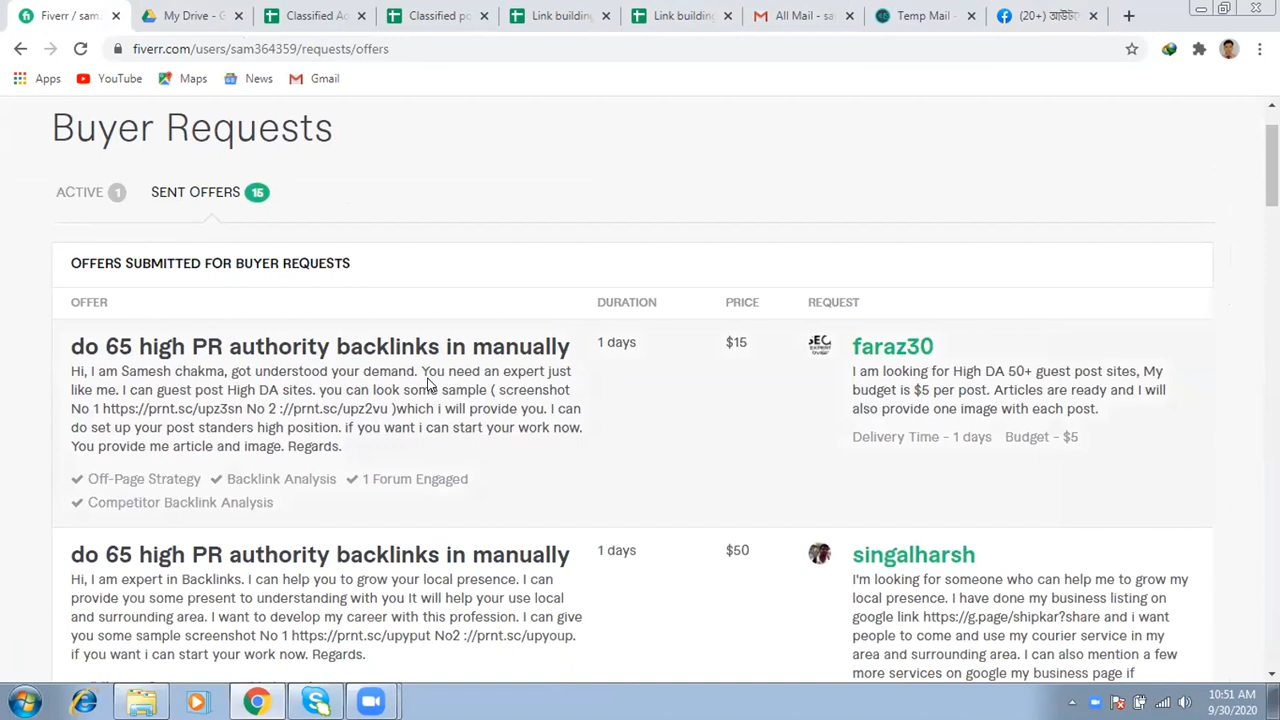 Fiverr / sam
My Drive - G
Classified Ac
Classified po
Link building
Link building
All Mail - sa
Temp Mail -
(20+) আউট
fiverr.com/users/sam364359/requests/offers
Apps
YouTube
Maps
News
Gmail
Buyer Requests
ACTIVE 1
SENT OFFERS 15
OFFERS SUBMITTED FOR BUYER REQUESTS
OFFER
DURATION
PRICE
REQUEST
do 65 high PR authority backlinks in manually
Hi, I am Samesh chakma, got understood your demand. You need an expert just
like me. I can guest post High DA sites. you can look some sample ( screenshot
No 1 https://prnt.sc/upz3sn No 2 ://prnt.sc/upz2vu )which i will provide you. I can
do set up your post standers high position. if you want i can start your work now.
You provide me article and image. Regards.
Off-Page Strategy
Backlink Analysis
1 Forum Engaged
Competitor Backlink Analysis
1 days
$15
faraz30
I am looking for High DA 50+ guest post sites, My
budget is $5 per post. Articles are ready and I will
also provide one image with each post.
Delivery Time - 1 days
Budget - $5
do 65 high PR authority backlinks in manually
Hi, I am expert in Backlinks. I can help you to grow your local presence. I can
provide you some present to understanding with you It will help your use local
and surrounding area. I want to develop my career with this profession. I can give
you some sample screenshot No 1 https://prnt.sc/upyput No2 ://prnt.sc/upyoup.
if you want i can start your work now. Regards.
1 days
$50
singalharsh
I'm looking for someone who can help me to grow my
local presence. I have done my business listing on
google link https://g.page/shipkar?share and i want
people to come and use my courier service in my
area and surrounding area. I can also mention a few
more services on google my business page if
10:51 AM
9/30/2020